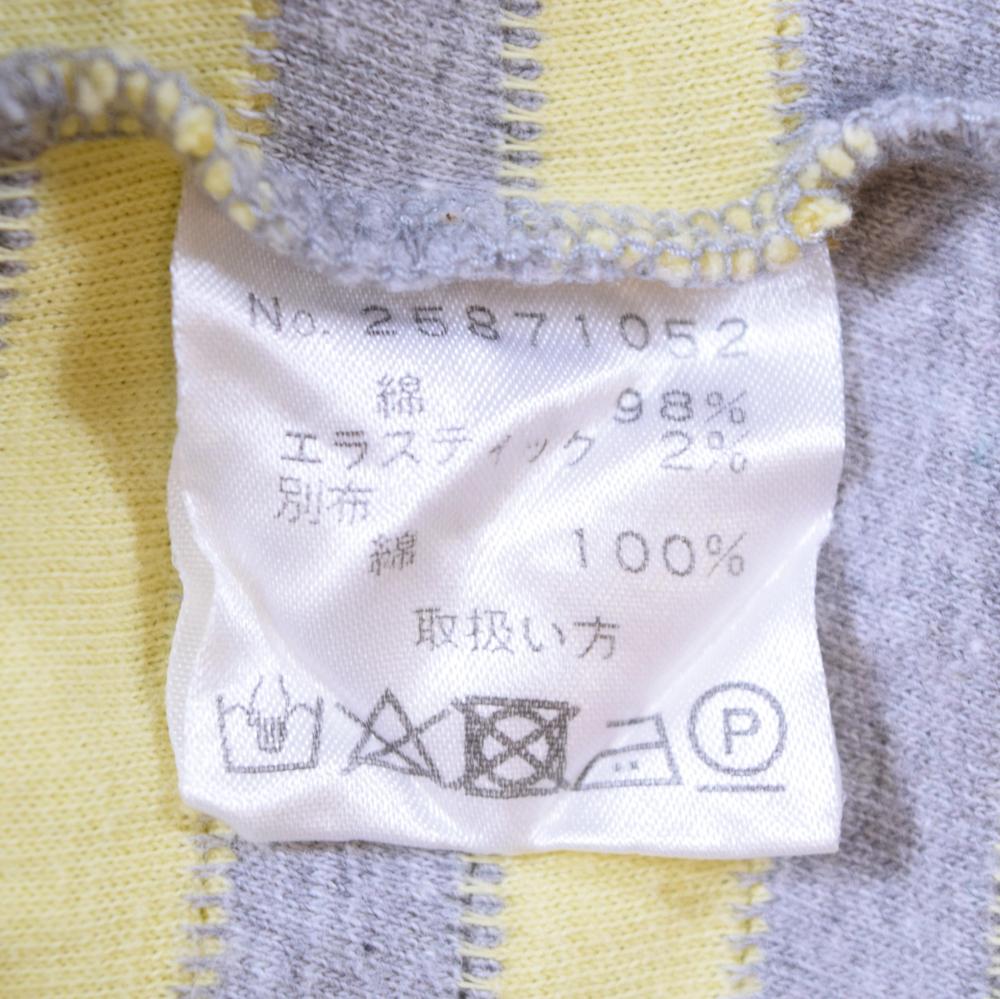 No. 25871052
綿 98%
エラスティック 2%
別布
綿 100%
取扱い方
P